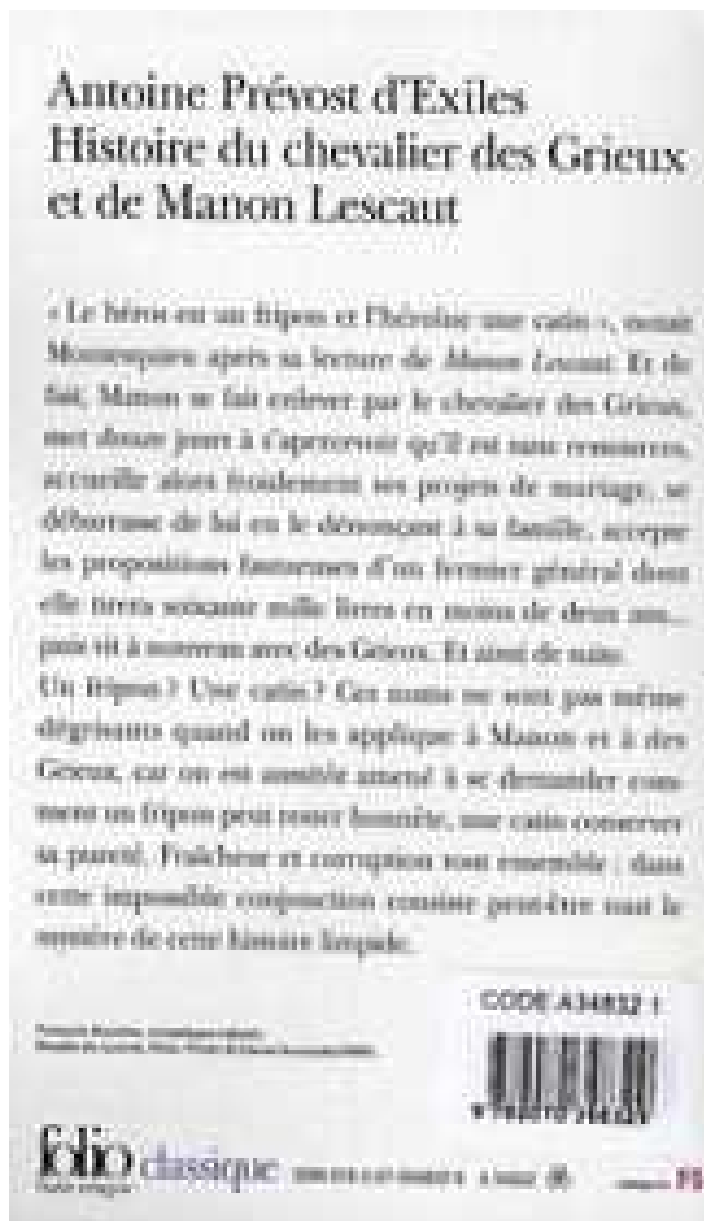 Antoine Prévost d'Exiles
Histoire du chevalier des Grieux
et de Manon Lescaut
« Le héros est un fripon et l'héroïne une catin », notait
Montesquieu après sa lecture de Manon Lescaut. Et de
fait, Manon se fait enlever par le chevalier des Grieux,
met douze jours à s'apercevoir qu'il est sans ressources,
accueille alors froidement ses projets de mariage, se
débarrasse de lui en le dénonçant à sa famille, accepte
les propositions fastueuses d'un fermier général dont
elle tirera soixante mille livres en moins de deux ans...
puis vit à nouveau avec des Grieux. Et ainsi de suite.
Un fripon? Une catin? Ces noms ne sont pas même
dégrisants quand on les applique à Manon et à des
Grieux, car on est aussitôt amené à se demander com-
ment un fripon peut rester honnête, une catin conserver
sa pureté. Fraîcheur et corruption tout ensemble : dans
cette impossible conjonction consiste peut-être tout le
mystère de cette histoire limpide.
CODE A34832 1
folio classique